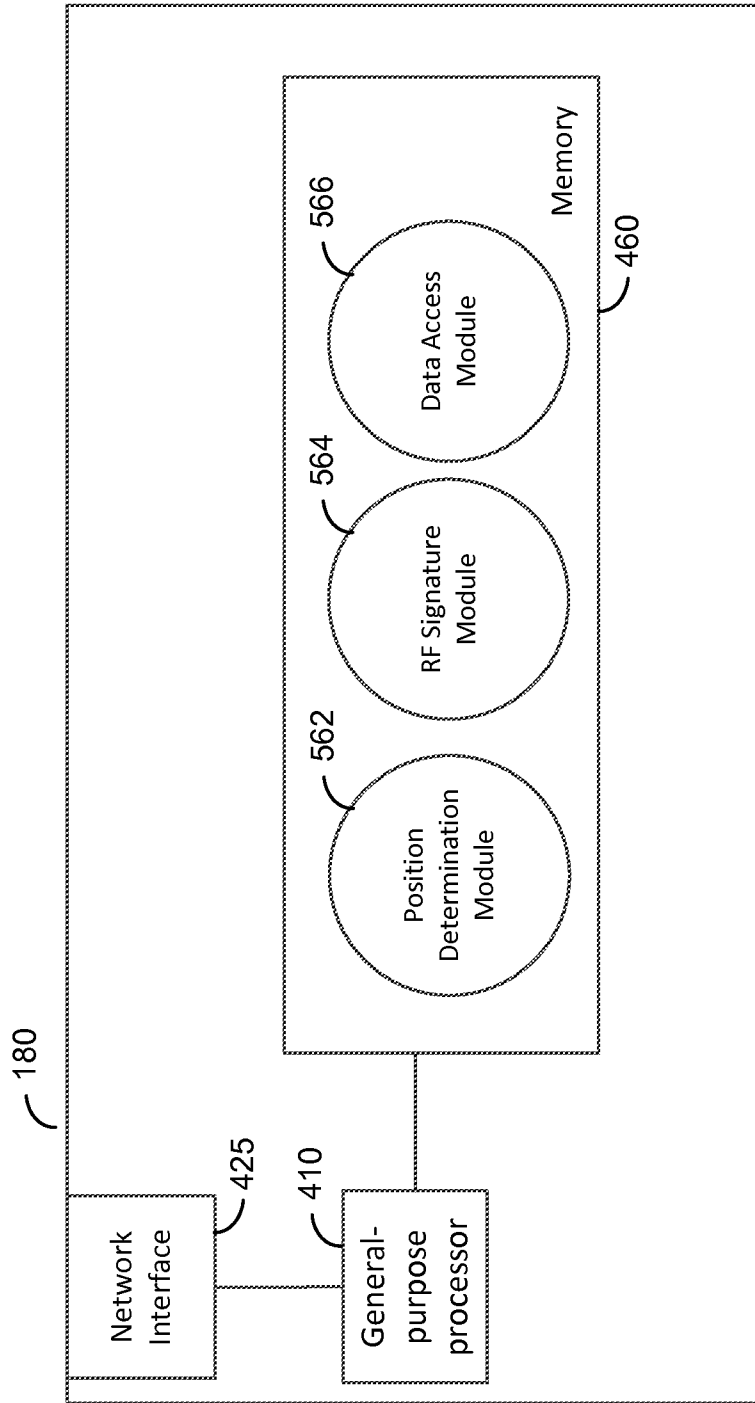 180
Network
Interface
425
410
General-
purpose
processor
562
Position
Determination
Module
564
RF Signature
Module
566
Data Access
Module
Memory
460